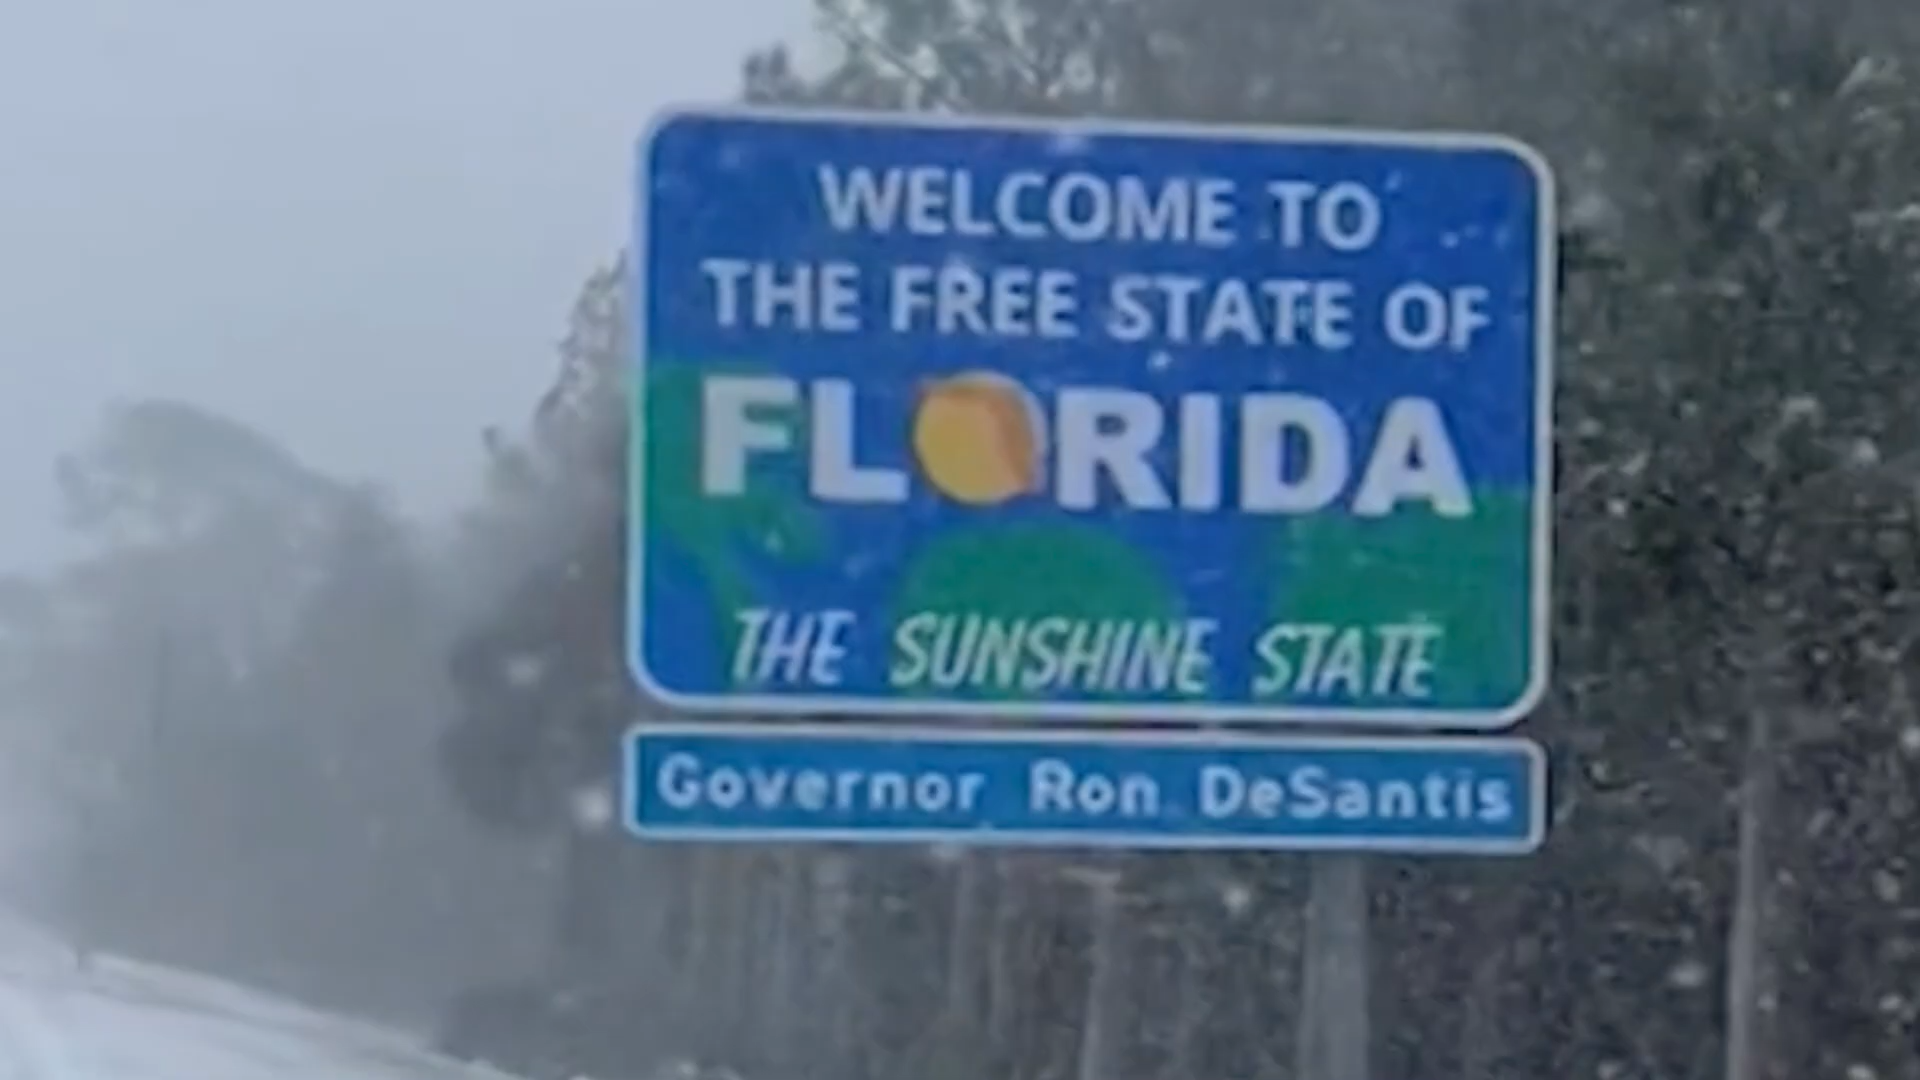 WELCOME TO
THE FREE STATE OF
FLORIDA
THE SUNSHINE STATE
Governor Ron DeSantis